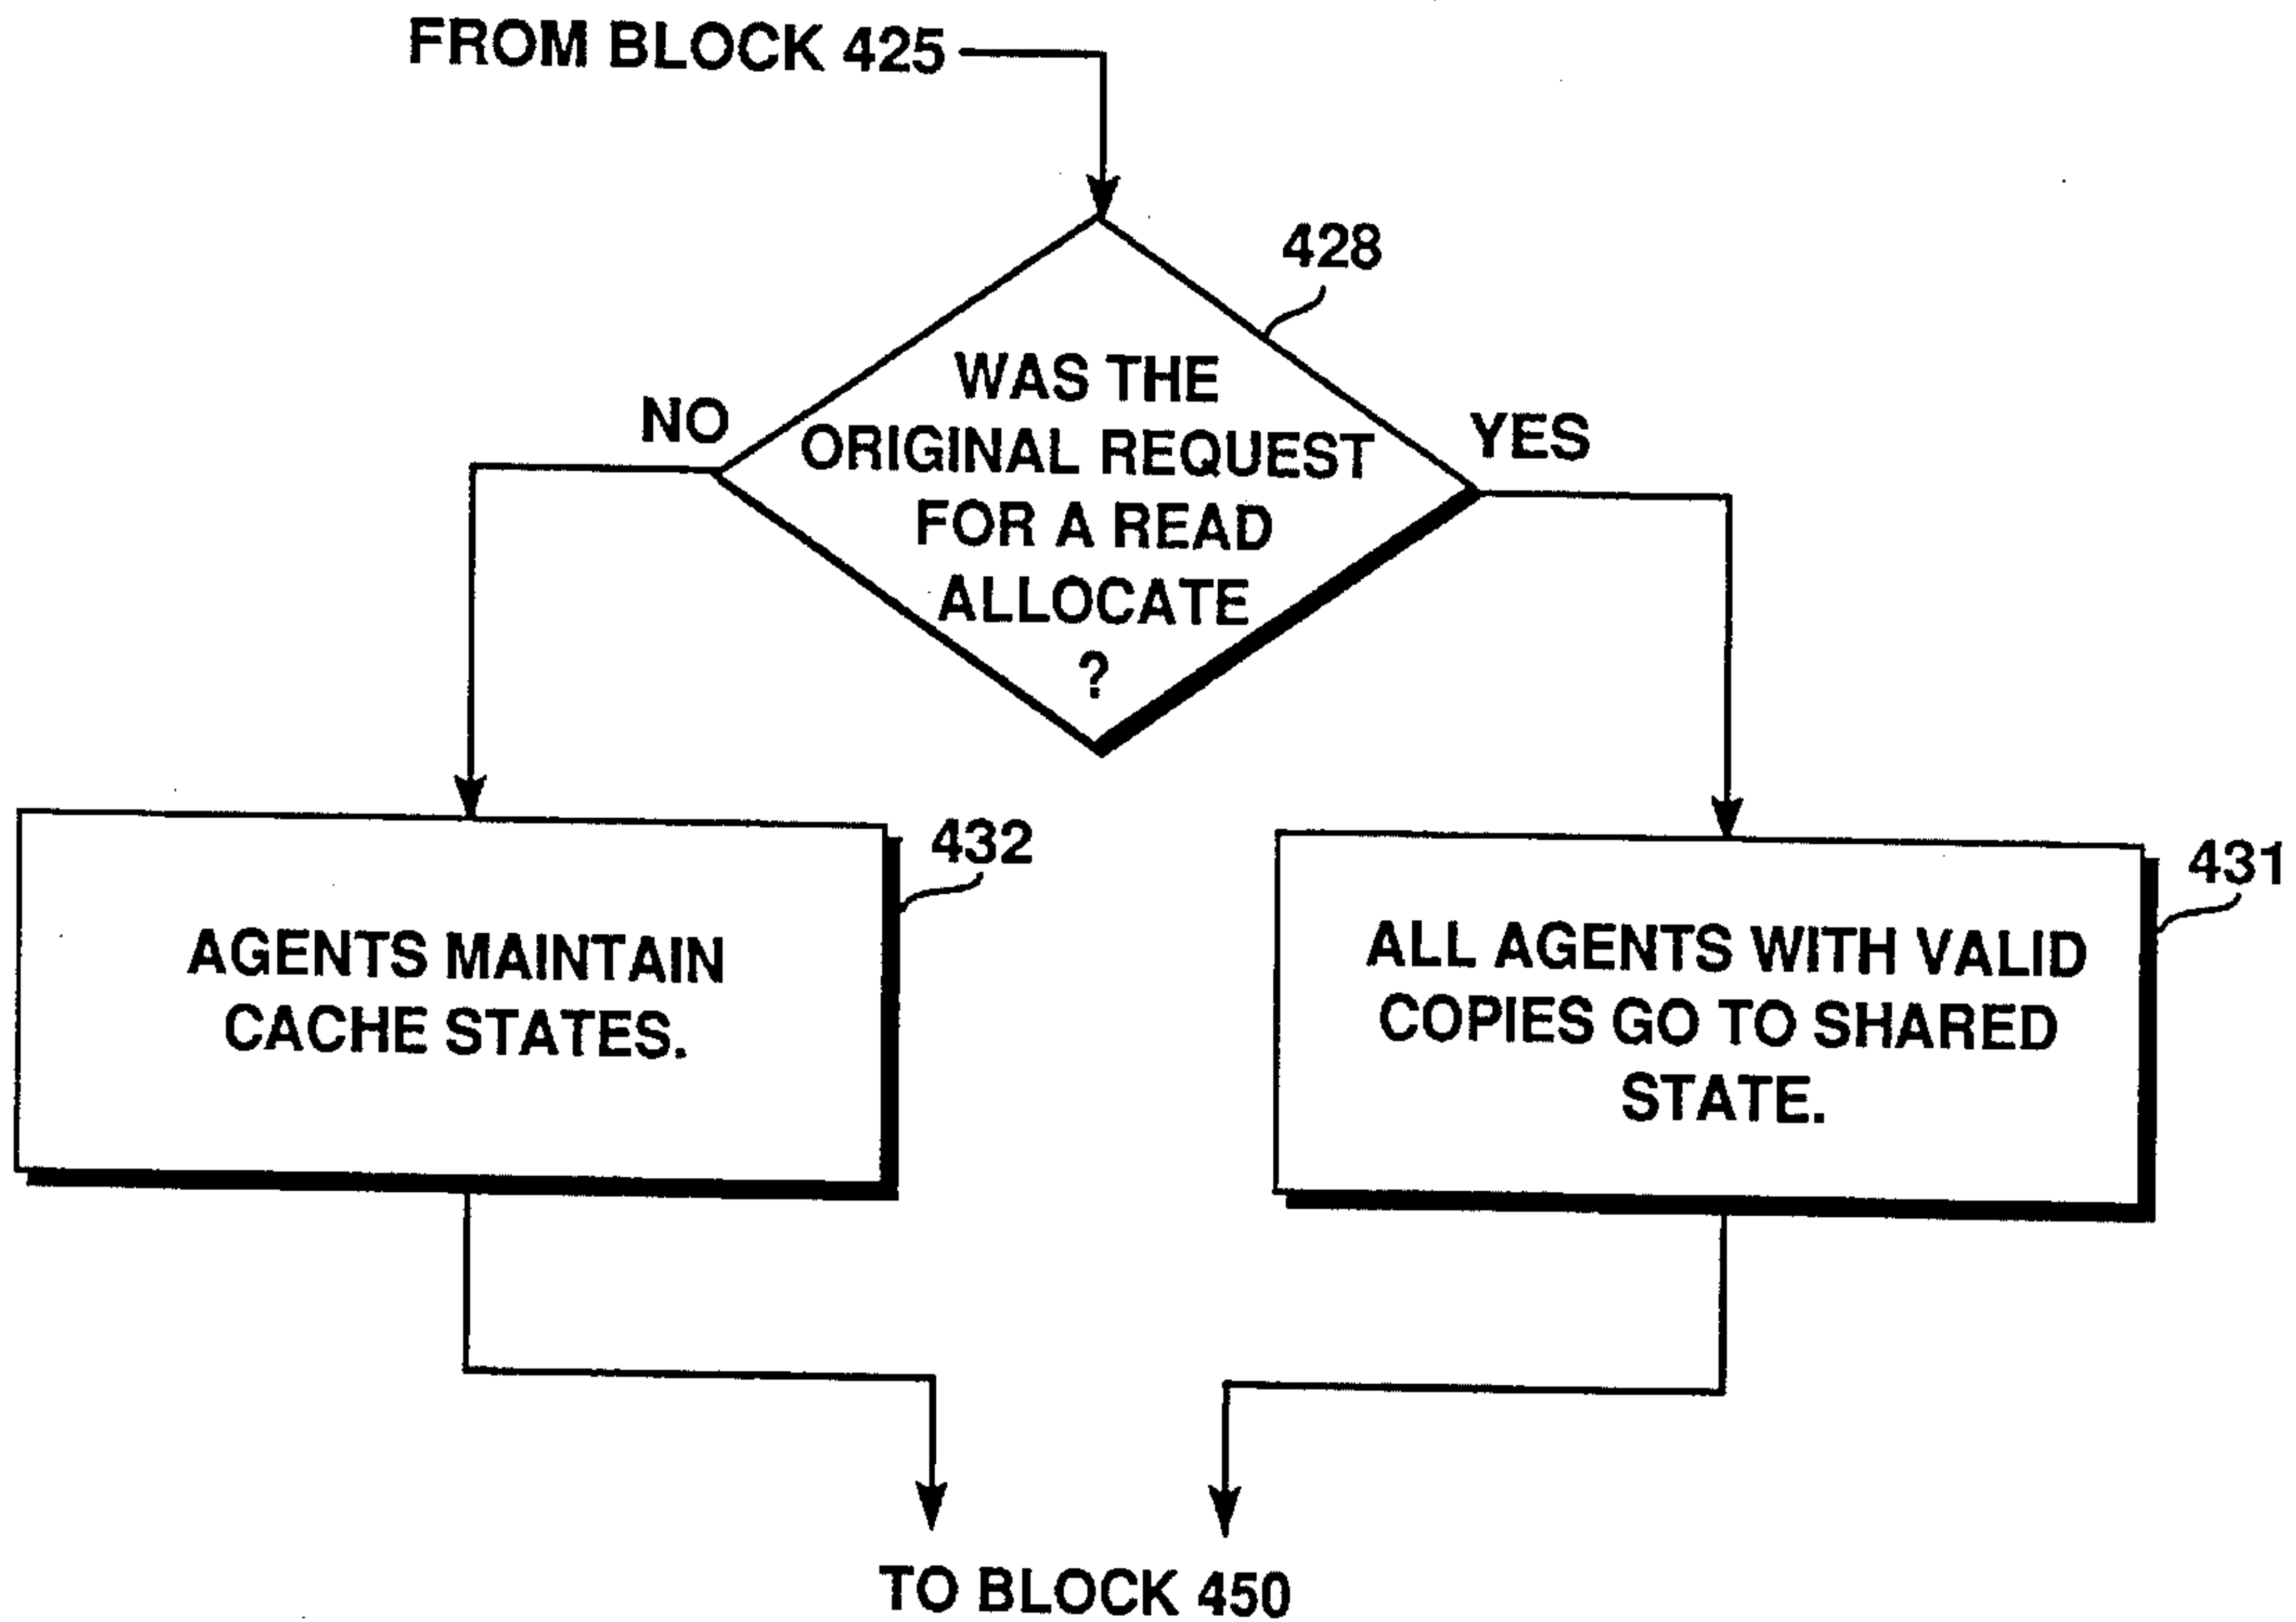 FROM BLOCK 425
428
WAS THE
ORIGINAL REQUEST
FOR A READ
ALLOCATE
?
NO
YES
432
AGENTS MAINTAIN
CACHE STATES.
431
ALL AGENTS WITH VALID
COPIES GO TO SHARED
STATE.
TO BLOCK 450